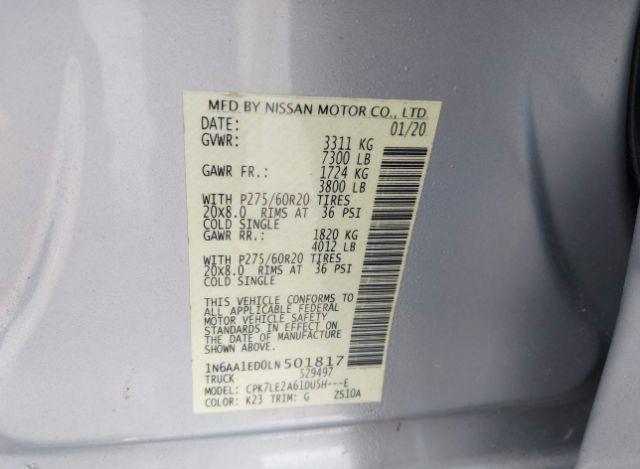 MFD BY NISSAN MOTOR CO., LTD.
DATE: 01/20
GVWR: 3311 KG
7300 LB
GAWR FR.: 1724 KG
3800 LB
WITH P275/60R20 TIRES
20x8.0 RIMS AT 36 PSI
COLD SINGLE
GAWR RR.: 1820 KG
4012 LB
WITH P275/60R20 TIRES
20x8.0 RIMS AT 36 PSI
COLD SINGLE
THIS VEHICLE CONFORMS TO
ALL APPLICABLE FEDERAL
MOTOR VEHICLE SAFETY
STANDARDS IN EFFECT ON
THE DATE OF MANUFACTURE
SHOWN ABOVE.
1N6AA1ED0LN501817
TRUCK 529497
MODEL: CPK7LE2A61DU5H---E
COLOR: K23 TRIM: G ZS10A